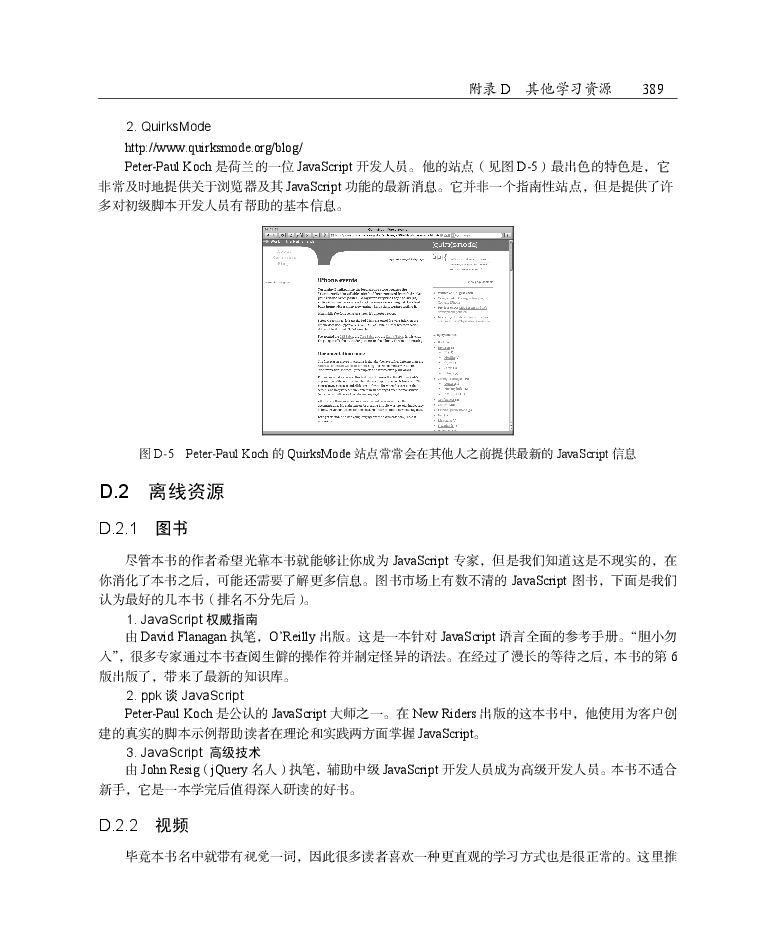 附录 D 其他学习资源 389
2. QuirksMode
http://www.quirksmode.org/blog/
Peter-Paul Koch 是荷兰的一位 JavaScript 开发人员。他的站点（见图 D-5）最出色的特色是，它
非常及时地提供关于浏览器及其 JavaScript 功能的最新消息。它并非一个指南性站点，但是提供了许
多对初级脚本开发人员有帮助的基本信息。
(quirksmode)
iPhone events
图 D-5 Peter-Paul Koch 的 QuirksMode 站点常常会在其他人之前提供最新的 JavaScript 信息
D.2 离线资源
D.2.1 图书
尽管本书的作者希望光靠本书就能够让你成为 JavaScript 专家，但是我们知道这是不现实的，在
你消化了本书之后，可能还需要了解更多信息。图书市场上有数不清的 JavaScript 图书，下面是我们
认为最好的几本书（排名不分先后）。
1. JavaScript 权威指南
由 David Flanagan 执笔，O’Reilly 出版。这是一本针对 JavaScript 语言全面的参考手册。“胆小勿
入”，很多专家通过本书查阅生僻的操作符并制定怪异的语法。在经过了漫长的等待之后，本书的第 6
版出版了，带来了最新的知识库。
2. ppk 谈 JavaScript
Peter-Paul Koch 是公认的 JavaScript 大师之一。在 New Riders 出版的这本书中，他使用为客户创
建的真实的脚本示例帮助读者在理论和实践两方面掌握 JavaScript。
3. JavaScript 高级技术
由 John Resig（jQuery 名人）执笔，辅助中级 JavaScript 开发人员成为高级开发人员。本书不适合
新手，它是一本学完后值得深入研读的好书。
D.2.2 视频
毕竟本书名中就带有视觉一词，因此很多读者喜欢一种更直观的学习方式也是很正常的。这里推